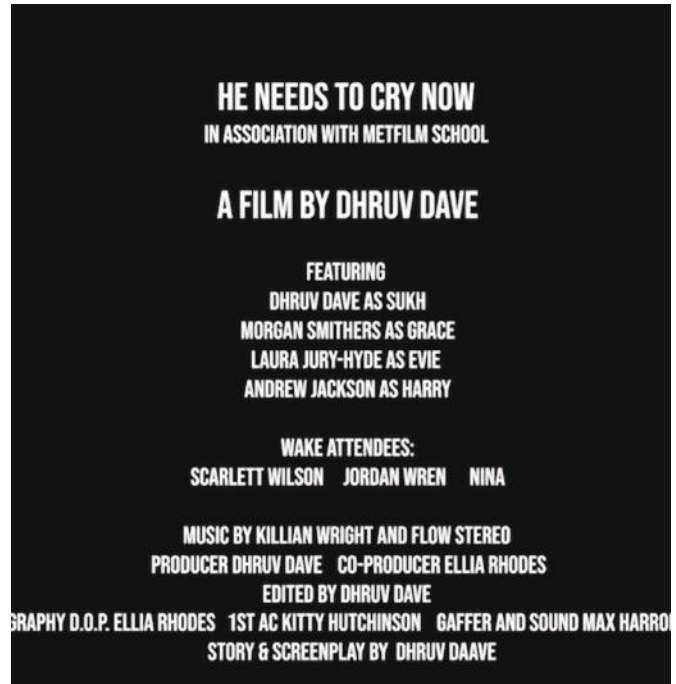 HE NEEDS TO CRY NOW
IN ASSOCIATION WITH METFILM SCHOOL
A FILM BY DHRUV DAVE
FEATURING
DHRUV DAVE AS SUKH
MORGAN SMITHERS AS GRACE
LAURA JURY-HYDE AS EVIE
ANDREW JACKSON AS HARRY
WAKE ATTENDEES:
SCARLETT WILSON JORDAN WREN NINA
MUSIC BY KILLIAN WRIGHT AND FLOW STEREO
PRODUCER DHRUV DAVE CO-PRODUCER ELLIA RHODES
EDITED BY DHRUV DAVE
D.O.P. ELLIA RHODES 1ST AC KITTY HUTCHINSON GAFFER AND SOUND MAX
STORY & SCREENPLAY BY DHRUV DAAVE